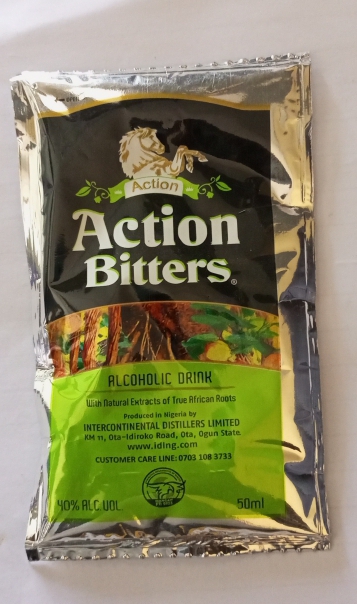 Action
Action
Bitters®
ALCOHOLIC DRINK
With Natural Extracts of True African Roots
Produced in Nigeria by
INTERCONTINENTAL DISTILLERS LIMITED
KM 11, Ota-Idiroko Road, Ota, Ogun State.
www.iding.com
CUSTOMER CARE LINE: 0703 108 3733
40% ALC VOL. 50ml